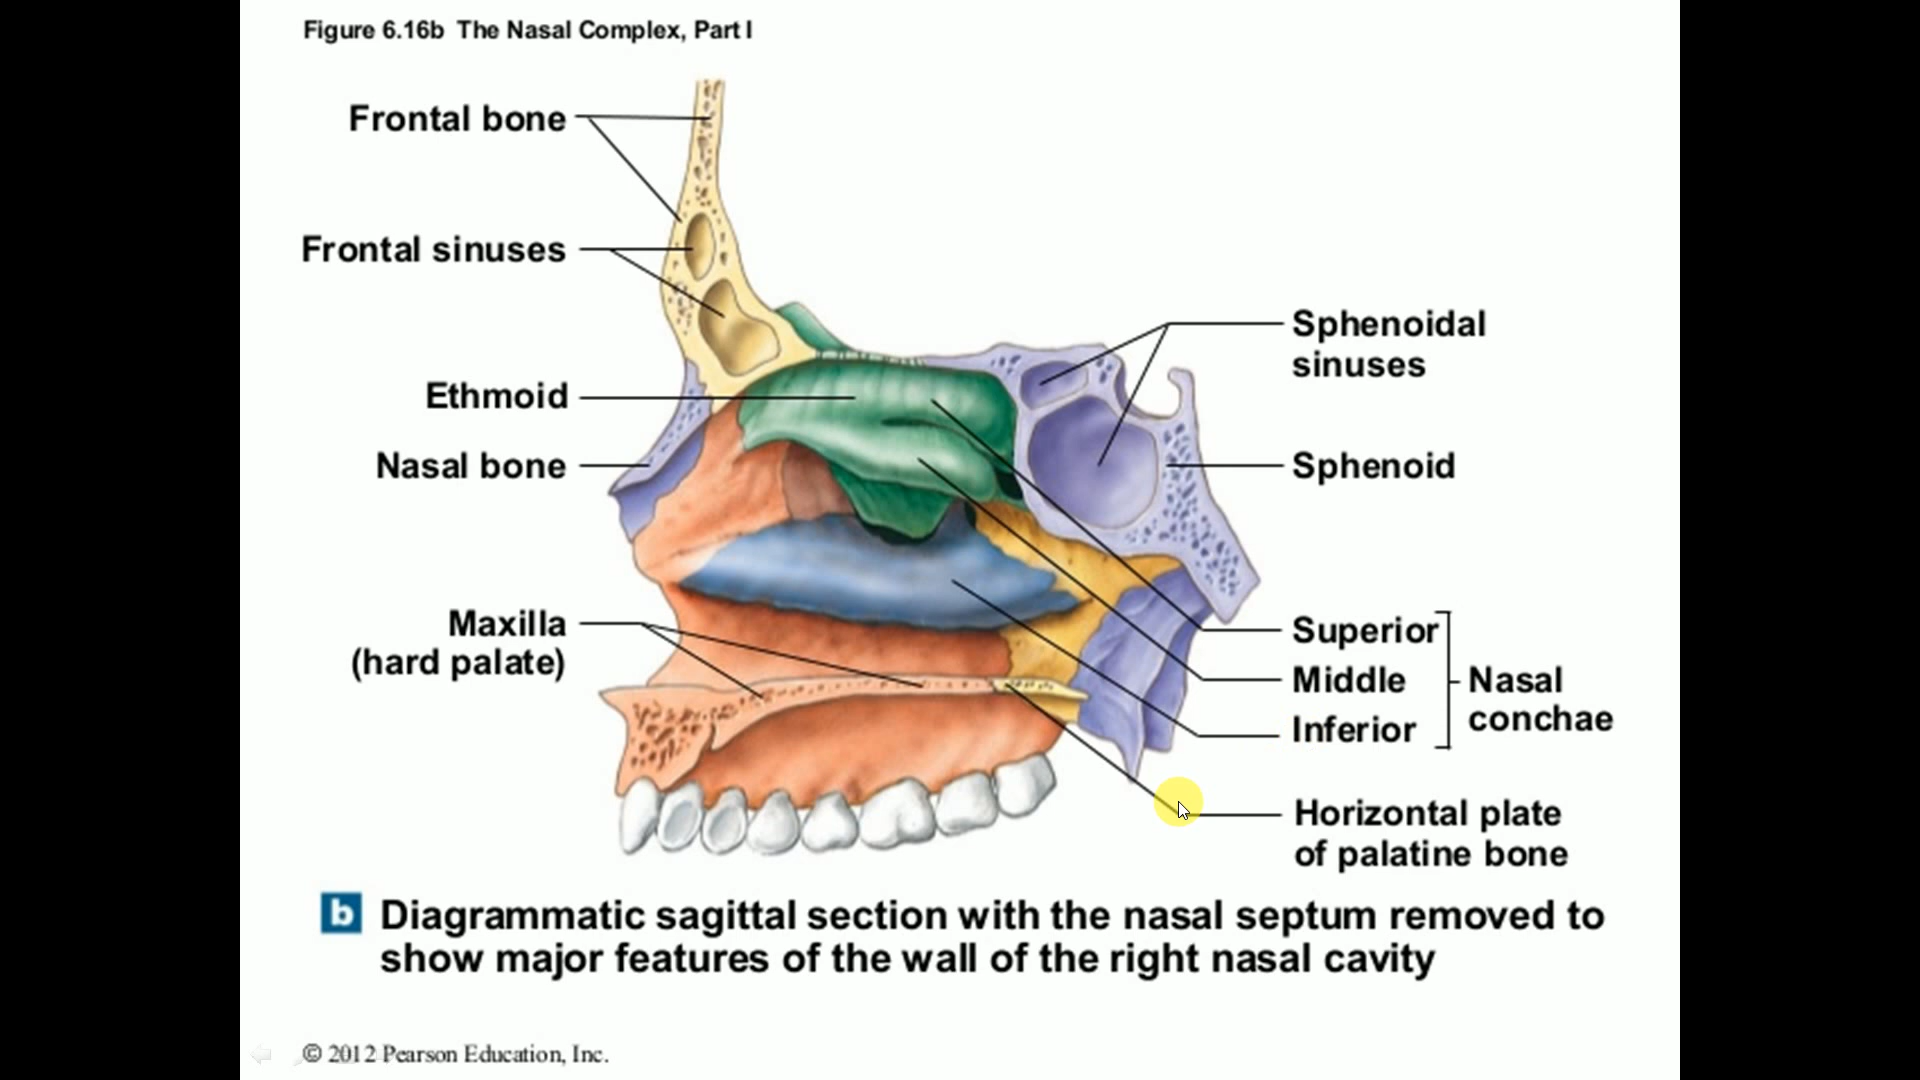 Figure 6.16b The Nasal Complex, Part I
Frontal bone
Frontal sinuses
Ethmoid
Nasal bone
Maxilla
(hard palate)
Sphenoidal
sinuses
Sphenoid
Superior
Middle
Inferior
Nasal
conchae
Horizontal plate
of palatine bone
b Diagrammatic sagittal section with the nasal septum removed to
show major features of the wall of the right nasal cavity
© 2012 Pearson Education, Inc.